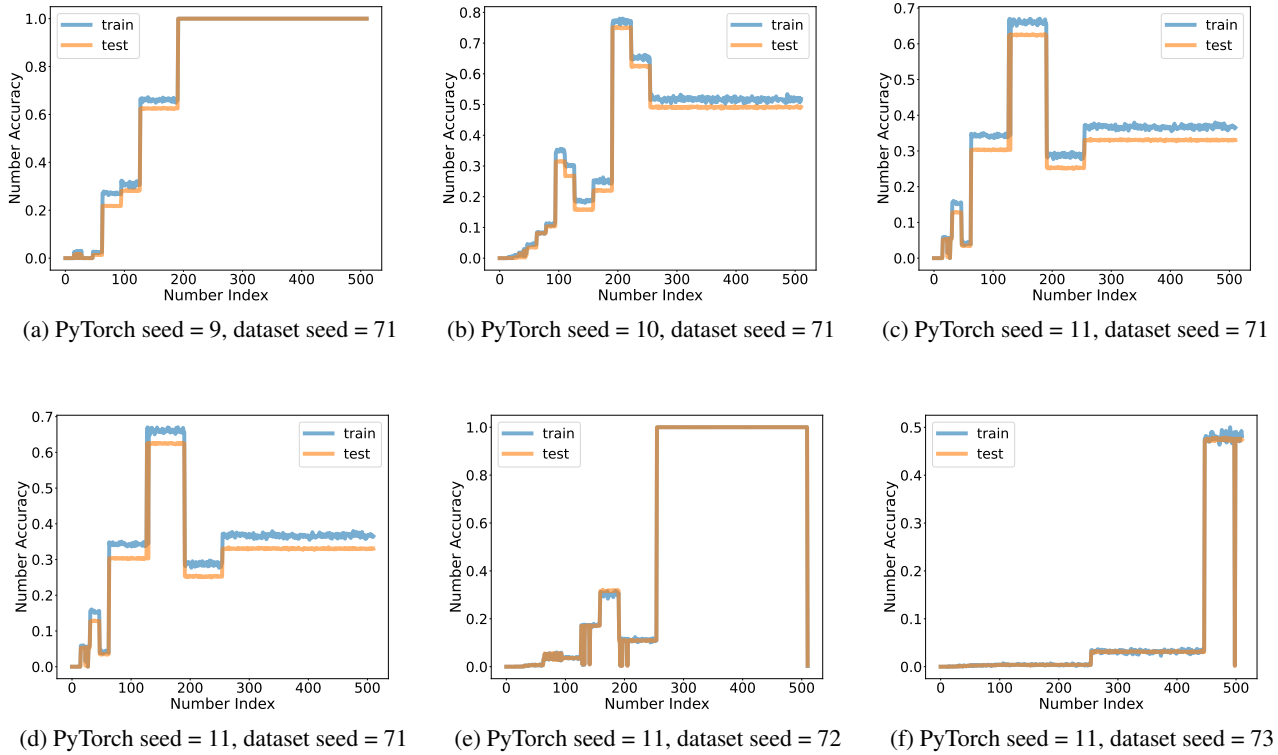 train
test
Number Accuracy
1.0
0.8
0.6
0.4
0.2
0.0
0 100 200 300 400 500
Number Index
(a) PyTorch seed = 9, dataset seed = 71
train
test
Number Accuracy
0.8
0.7
0.6
0.5
0.4
0.3
0.2
0.1
0.0
0 100 200 300 400 500
Number Index
(b) PyTorch seed = 10, dataset seed = 71
train
test
Number Accuracy
0.7
0.6
0.5
0.4
0.3
0.2
0.1
0.0
0 100 200 300 400 500
Number Index
(c) PyTorch seed = 11, dataset seed = 71
train
test
Number Accuracy
0.7
0.6
0.5
0.4
0.3
0.2
0.1
0.0
0 100 200 300 400 500
Number Index
(d) PyTorch seed = 11, dataset seed = 71
train
test
Number Accuracy
1.0
0.8
0.6
0.4
0.2
0.0
0 100 200 300 400 500
Number Index
(e) PyTorch seed = 11, dataset seed = 72
train
test
Number Accuracy
0.5
0.4
0.3
0.2
0.1
0.0
0 100 200 300 400 500
Number Index
(f) PyTorch seed = 11, dataset seed = 73